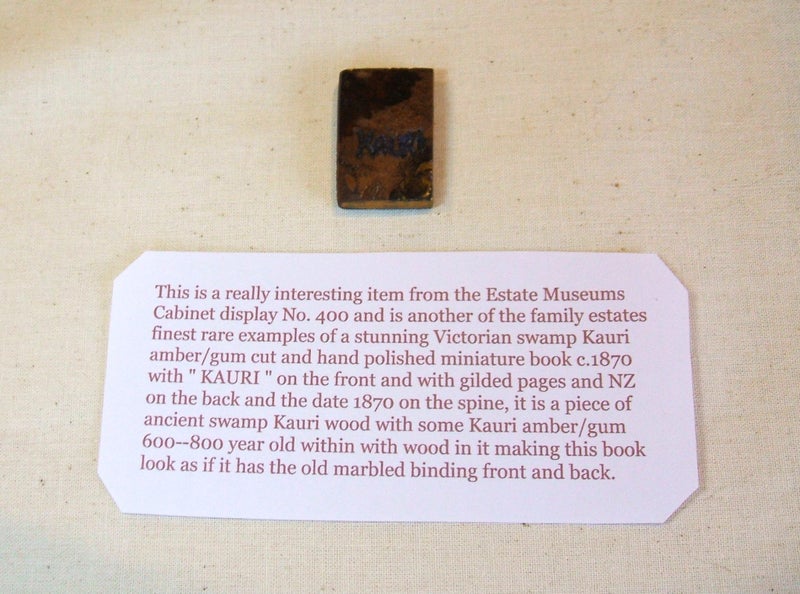 KAURI
This is a really interesting item from the Estate Museums
Cabinet display No. 400 and is another of the family estates
finest rare examples of a stunning Victorian swamp Kauri
amber/gum cut and hand polished miniature book c.1870
with " KAURI " on the front and with gilded pages and NZ
on the back and the date 1870 on the spine, it is a piece of
ancient swamp Kauri wood with some Kauri amber/gum
600--800 year old within with wood in it making this book
look as if it has the old marbled binding front and back.